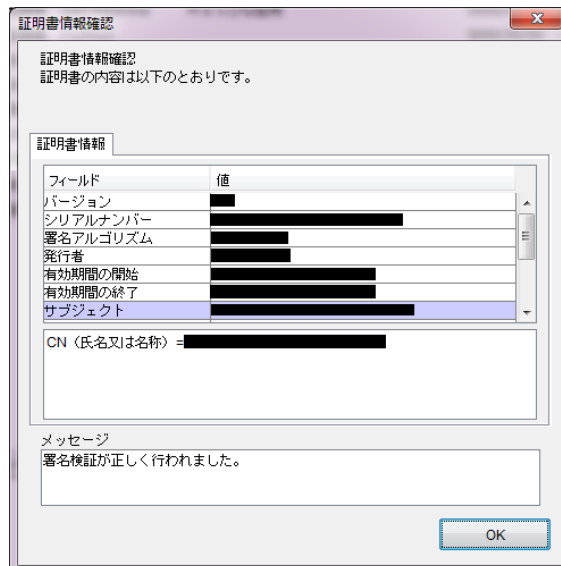 証明書情報確認
証明書情報確認
証明書の内容は以下のとおりです。
証明書情報
フィールド 値
バージョン
シリアルナンバー
署名アルゴリズム
発行者
有効期間の開始
有効期間の終了
サブジェクト
CN（氏名又は名称）=
メッセージ
署名検証が正しく行われました。
OK